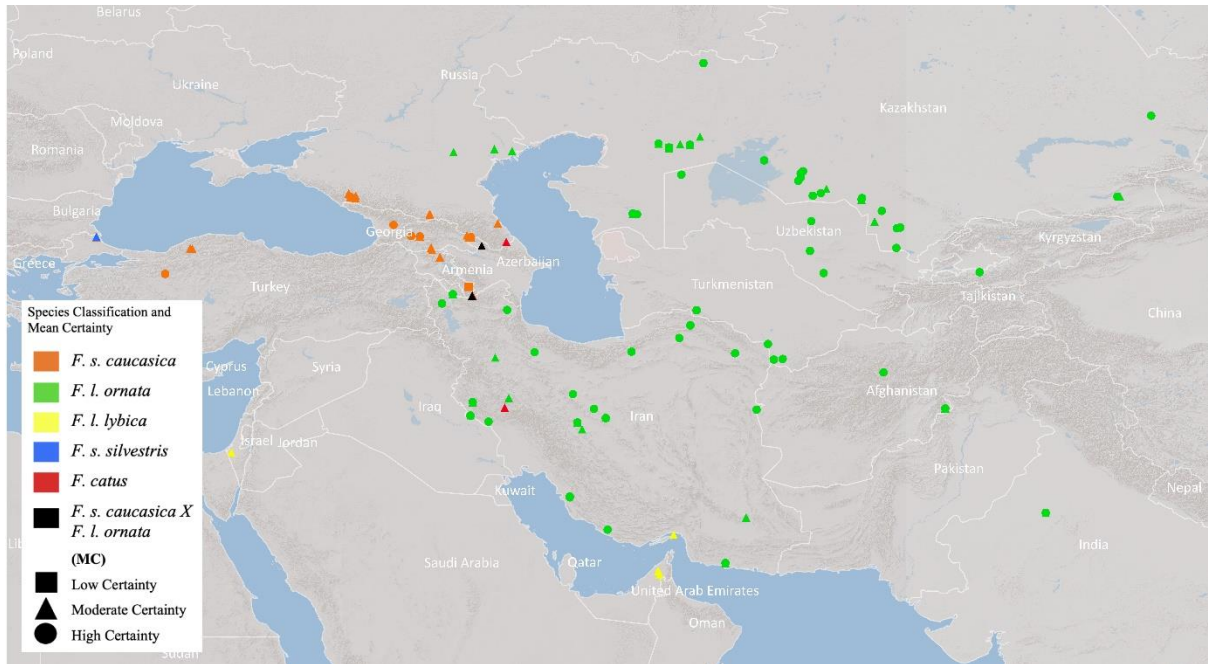 Belarus
Poland
Ukraine
Russia
Kazakhstan
Moldova
Romania
Bulgaria
Georgia
Uzbekistan
Kyrgyzstan
Greece
Azerbaijan
Armenia
Turkey
Turkmenistan
Tajikistan
China
Species Classification and
Mean Certainty
F. s. caucasica
F. l. ornata
F. l. lybica
F. s. silvestris
F. catus
F. s. caucasica X
F. l. ornata
(MC)
Low Certainty
Moderate Certainty
High Certainty
Cyprus
Syria
Lebanon
Afghanistan
Iraq
Iran
Israel
Jordan
Pakistan
Kuwait
Nepal
Saudi Arabia
Qatar
India
United Arab Emirates
Oman
Sudan